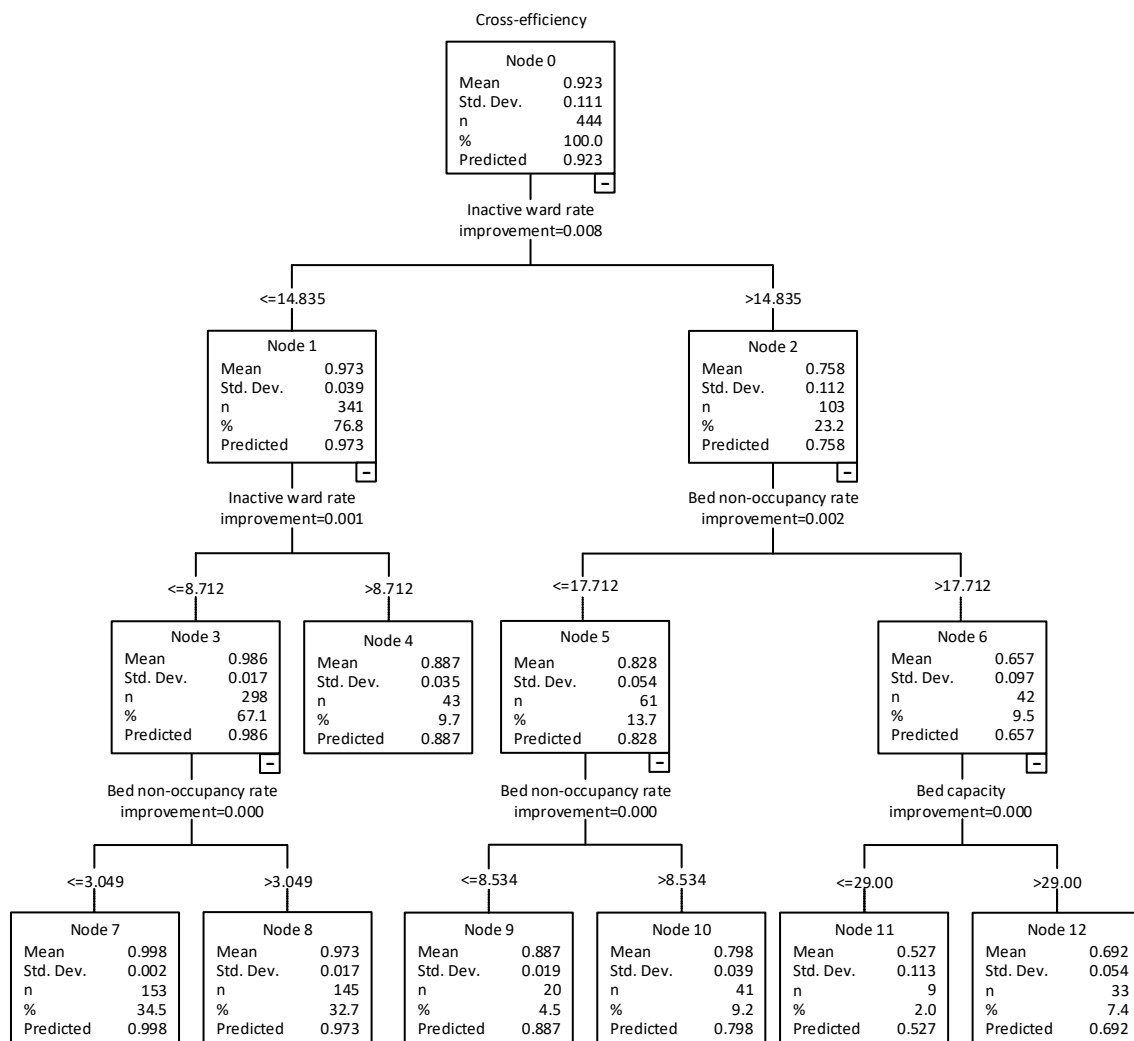 Cross-efficiency
Node 0
Mean 0.923
Std. Dev. 0.111
n 444
% 100.0
Predicted 0.923
Inactive ward rate
improvement=0.008
<=14.835
>14.835
Node 1
Mean 0.973
Std. Dev. 0.039
n 341
% 76.8
Predicted 0.973
Node 2
Mean 0.758
Std. Dev. 0.112
n 103
% 23.2
Predicted 0.758
Inactive ward rate
improvement=0.001
Bed non-occupancy rate
improvement=0.002
<=8.712
>8.712
<=17.712
>17.712
Node 3
Mean 0.986
Std. Dev. 0.017
n 298
% 67.1
Predicted 0.986
Node 4
Mean 0.887
Std. Dev. 0.035
n 43
% 9.7
Predicted 0.887
Node 5
Mean 0.828
Std. Dev. 0.054
n 61
% 13.7
Predicted 0.828
Node 6
Mean 0.657
Std. Dev. 0.097
n 42
% 9.5
Predicted 0.657
Bed non-occupancy rate
improvement=0.000
Bed non-occupancy rate
improvement=0.000
Bed capacity
improvement=0.000
<=3.049
>3.049
<=8.534
>8.534
<=29.00
>29.00
Node 7
Mean 0.998
Std. Dev. 0.002
n 153
% 34.5
Predicted 0.998
Node 8
Mean 0.973
Std. Dev. 0.017
n 145
% 32.7
Predicted 0.973
Node 9
Mean 0.887
Std. Dev. 0.019
n 20
% 4.5
Predicted 0.887
Node 10
Mean 0.798
Std. Dev. 0.039
n 41
% 9.2
Predicted 0.798
Node 11
Mean 0.527
Std. Dev. 0.113
n 9
% 2.0
Predicted 0.527
Node 12
Mean 0.692
Std. Dev. 0.054
n 33
% 7.4
Predicted 0.692